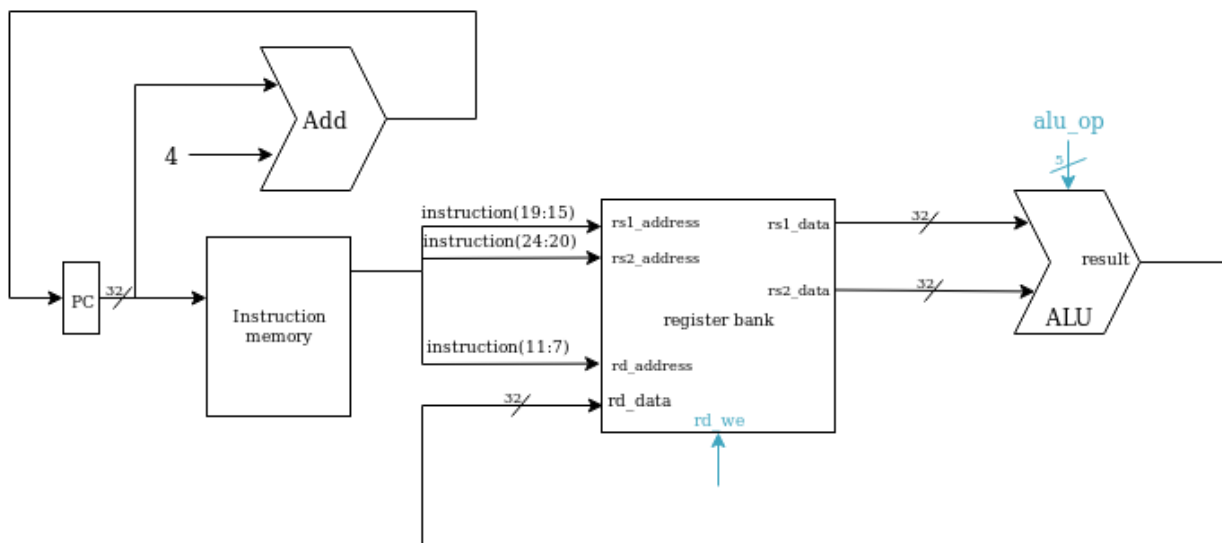 Add
4
alu_op
5
instruction(19:15)
rs1_address
rs1_data
32
instruction(24:20)
rs2_address
result
PC
32
rs2_data
32
Instruction
memory
register bank
ALU
instruction(11:7)
rd_address
32
rd_data
rd_we